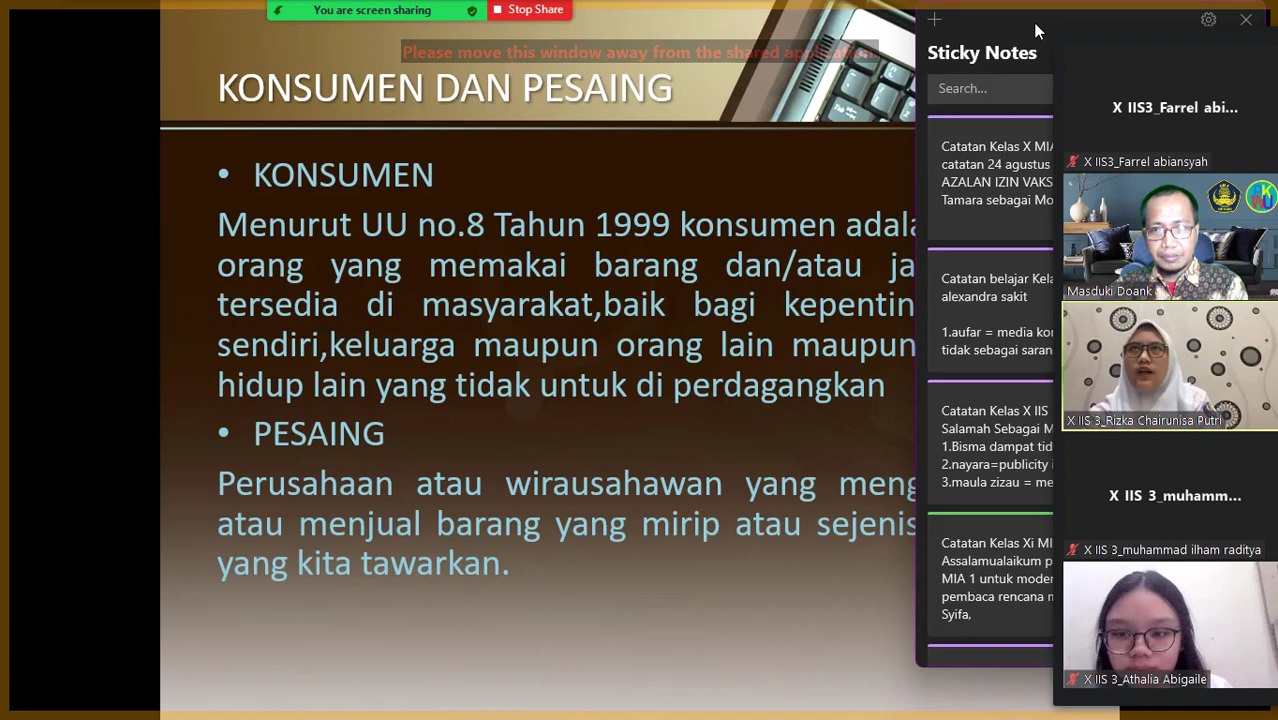 You are screen sharing
Stop Share
Please move this window away from the shared application.
KONSUMEN DAN PESAING
• KONSUMEN
Menurut UU no.8 Tahun 1999 konsumen adala
orang yang memakai barang dan/atau ja
tersedia di masyarakat,baik bagi kepentin
sendiri,keluarga maupun orang lain maupun
hidup lain yang tidak untuk di perdagangkan
• PESAING
Perusahaan atau wirausahawan yang meng
atau menjual barang yang mirip atau sejenis
yang kita tawarkan.
Sticky Notes
Search...
Catatan Kelas X MIA
catatan 24 agustus
AZALAN IZIN VAKS
Tamara sebagai Mo
Catatan belajar Kela
alexandra sakit
1.aufar = media kor
tidak sebagai saran
Catatan Kelas X IIS
Salamah Sebagai M
1.Bisma dampat tid
2.nayara=publicity i
3.maula zizau = me
Catatan Kelas Xi MI
Assalamualaikum p
MIA 1 untuk moder
pembaca rencana m
Syifa,
X IIS3_Farrel abi...
X IIS3_Farrel abiansyah
Masduki Doank
X IIS 3_Rizka Chairunisa Putri
X IIS 3_muhamm...
X IIS 3_muhammad ilham raditya
X IIS 3_Athalia Abigaile